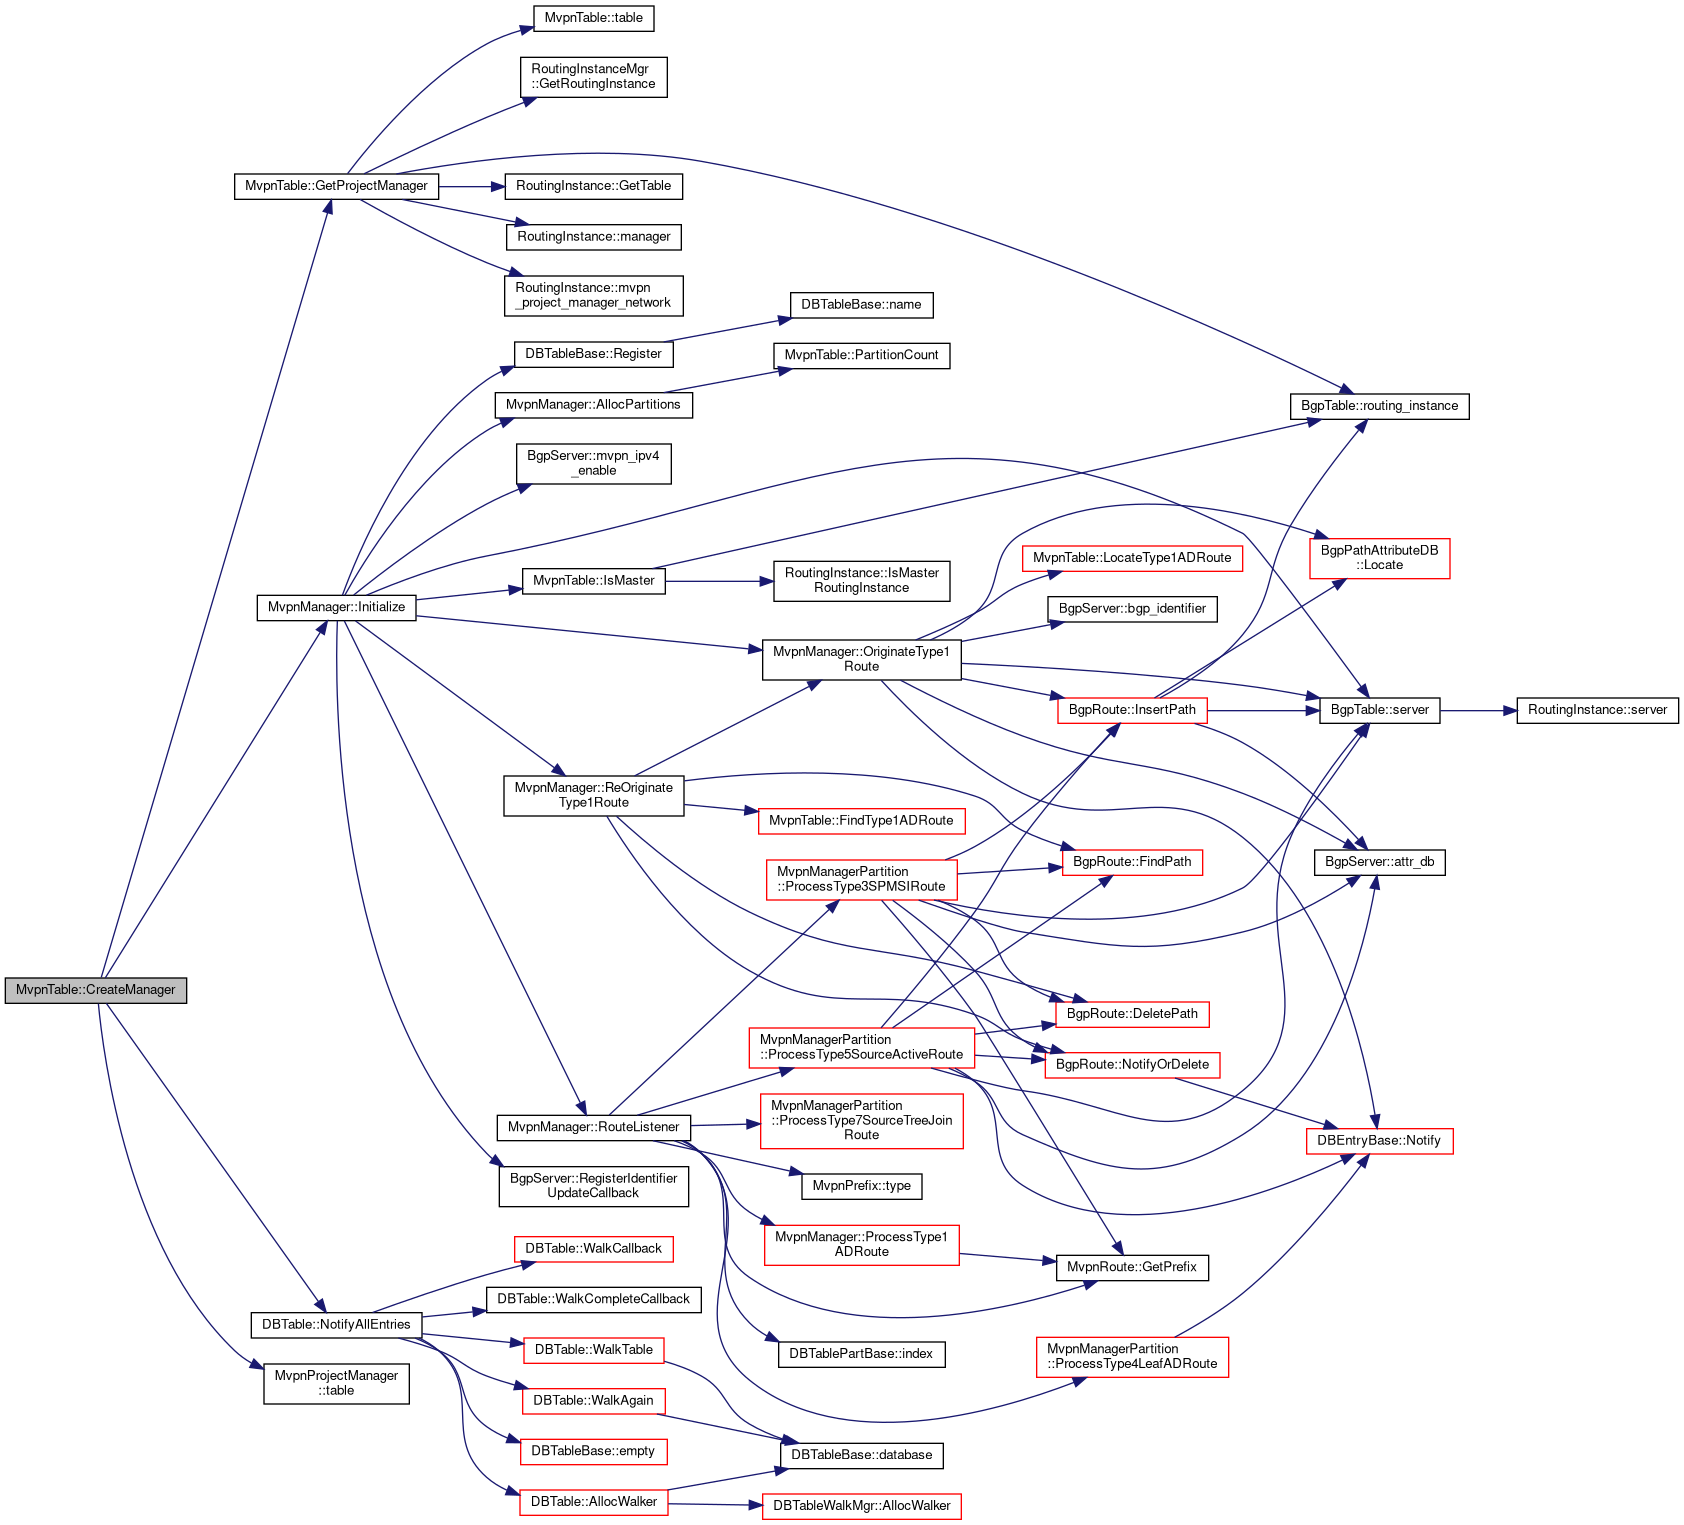 MvpnTable::table
RoutingInstanceMgr
::GetRoutingInstance
MvpnTable::GetProjectManager
RoutingInstance::GetTable
RoutingInstance::manager
RoutingInstance::mvpn
_project_manager_network
DBTableBase::name
DBTableBase::Register
MvpnTable::PartitionCount
MvpnManager::AllocPartitions
BgpTable::routing_instance
BgpServer::mvpn_ipv4
_enable
MvpnTable::LocateType1ADRoute
BgpPathAttributeDB
::Locate
MvpnTable::IsMaster
RoutingInstance::IsMaster
RoutingInstance
MvpnManager::Initialize
BgpServer::bgp_identifier
MvpnManager::OriginateType1
Route
BgpRoute::InsertPath
BgpTable::server
RoutingInstance::server
MvpnManager::ReOriginate
Type1Route
MvpnTable::FindType1ADRoute
BgpRoute::FindPath
BgpServer::attr_db
MvpnManagerPartition
::ProcessType3SPMSIRoute
MvpnTable::CreateManager
BgpRoute::DeletePath
MvpnManagerPartition
::ProcessType5SourceActiveRoute
BgpRoute::NotifyOrDelete
MvpnManagerPartition
::ProcessType7SourceTreeJoin
Route
MvpnManager::RouteListener
DBEntryBase::Notify
BgpServer::RegisterIdentifier
UpdateCallback
MvpnPrefix::type
MvpnManager::ProcessType1
ADRoute
DBTable::WalkCallback
MvpnRoute::GetPrefix
DBTable::WalkCompleteCallback
DBTable::NotifyAllEntries
DBTable::WalkTable
DBTablePartBase::index
MvpnManagerPartition
::ProcessType4LeafADRoute
MvpnProjectManager
::table
DBTable::WalkAgain
DBTableBase::empty
DBTableBase::database
DBTable::AllocWalker
DBTableWalkMgr::AllocWalker